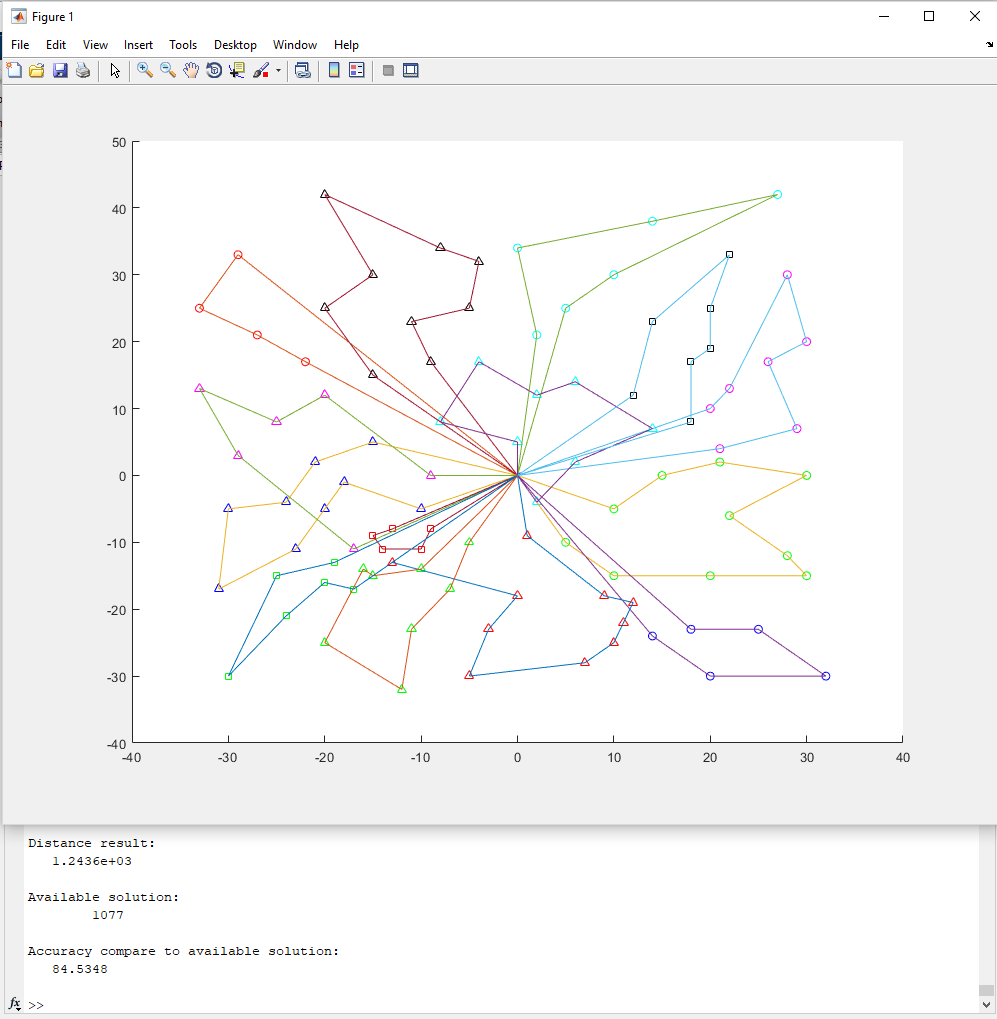 Figure 1
File Edit View Insert Tools Desktop Window Help
50
40
30
20
10
0
-10
-20
-30
-40
-40 -30 -20 -10 0 10 20 30 40
Distance result:
1.2436e+03
Available solution:
1077
Accuracy compare to available solution:
84.5348
fx >>